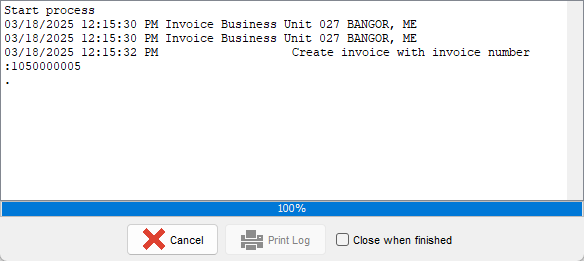 Start process
03/18/2025 12:15:30 PM Invoice Business Unit 027 BANGOR, ME
03/18/2025 12:15:30 PM Invoice Business Unit 027 BANGOR, ME
03/18/2025 12:15:32 PM                   Create invoice with invoice number
:1050000005
.
100%
Cancel
Print Log
Close when finished